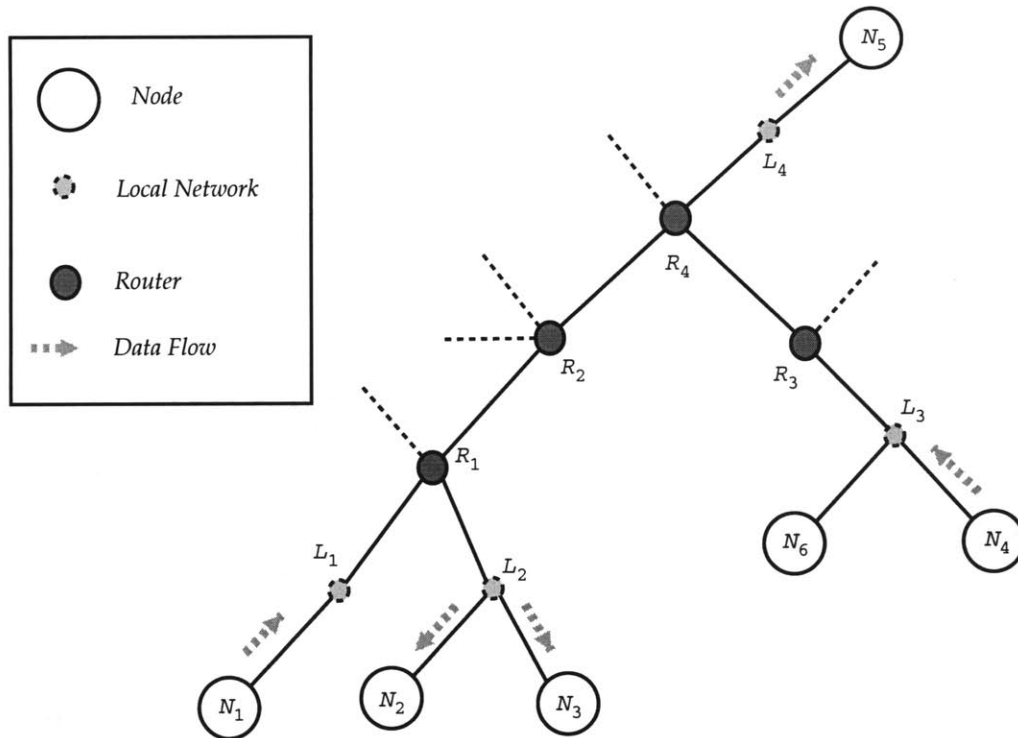 Node
Local Network
Router
Data Flow
N5
L4
R4
R2
R3
L3
R1
N6
N4
L1
L2
N1
N2
N3